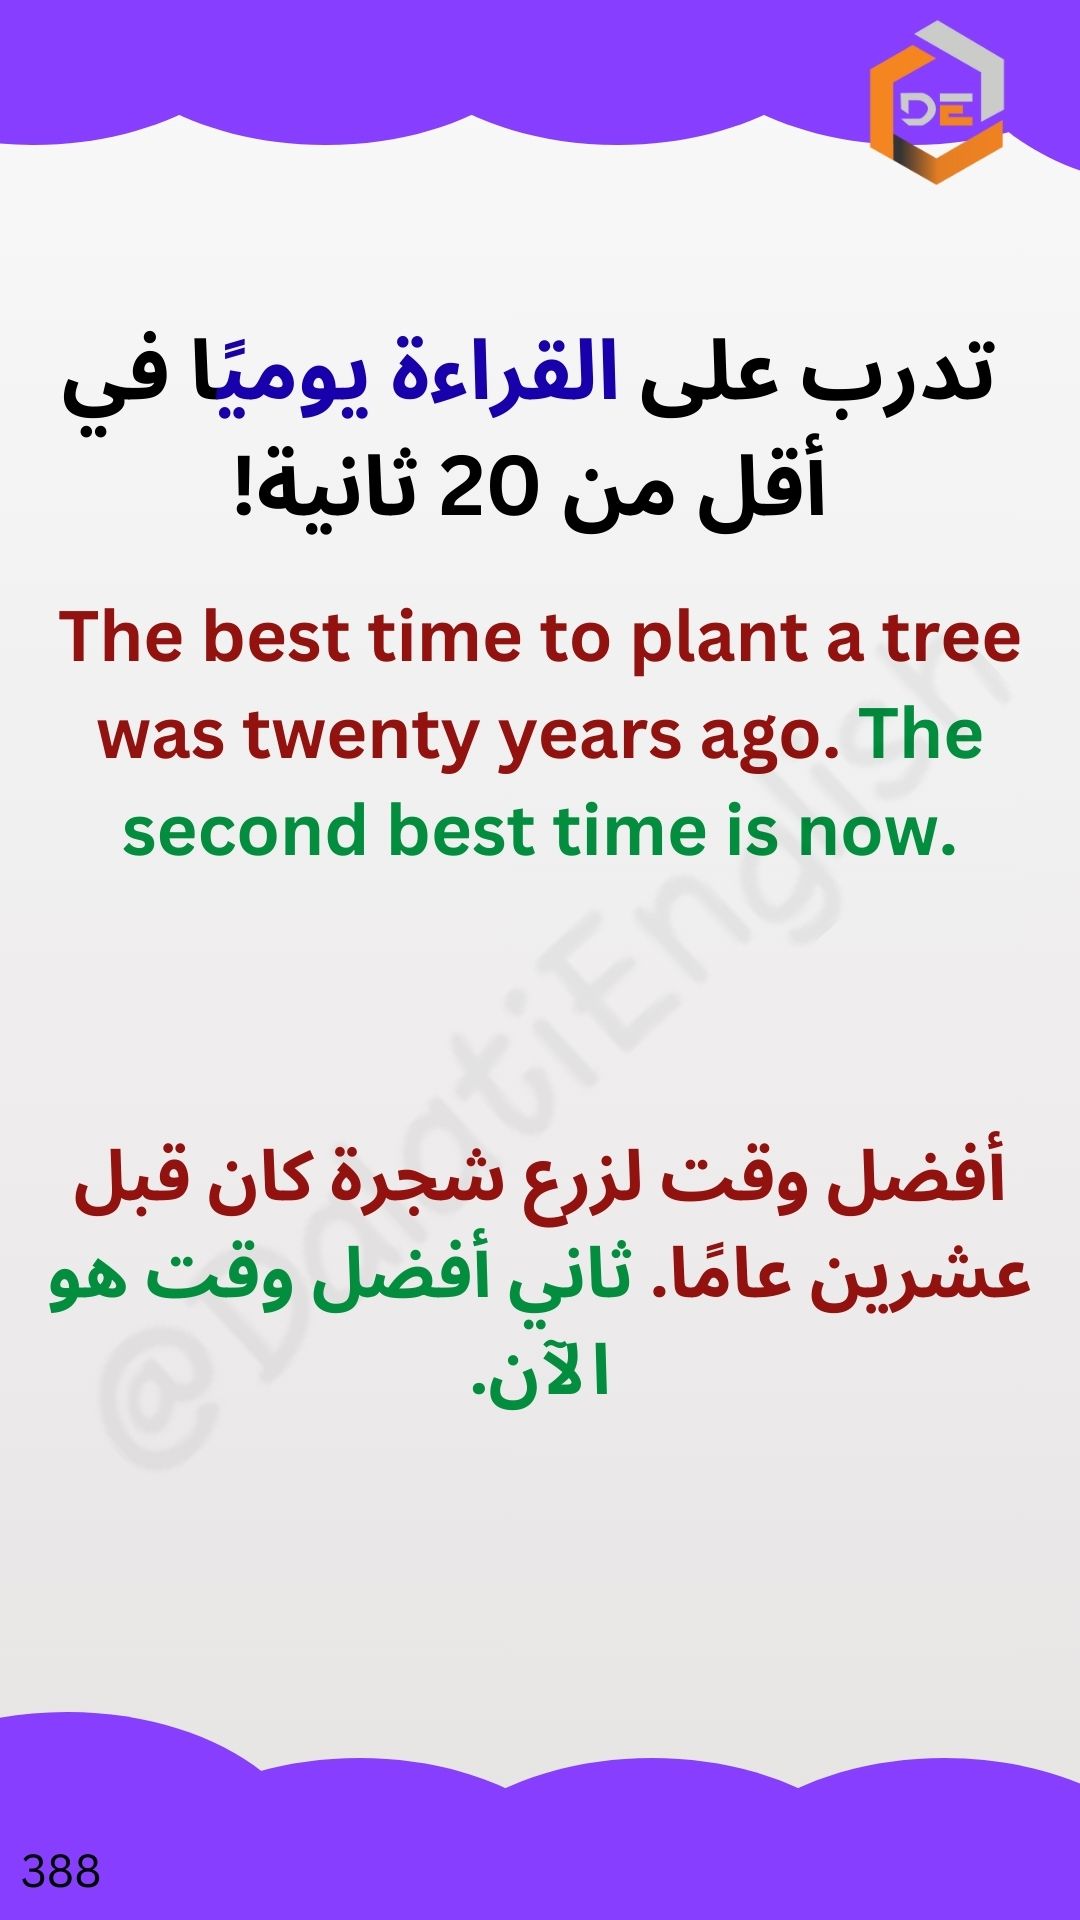 DE
تدرب على القراءة يوميًا في
أقل من 20 ثانية!
The best time to plant a tree
was twenty years ago. The
second best time is now.
@DalatiEnglish
أفضل وقت لزرع شجرة كان قبل
عشرين عامًا. ثاني أفضل وقت هو
الآن.
388